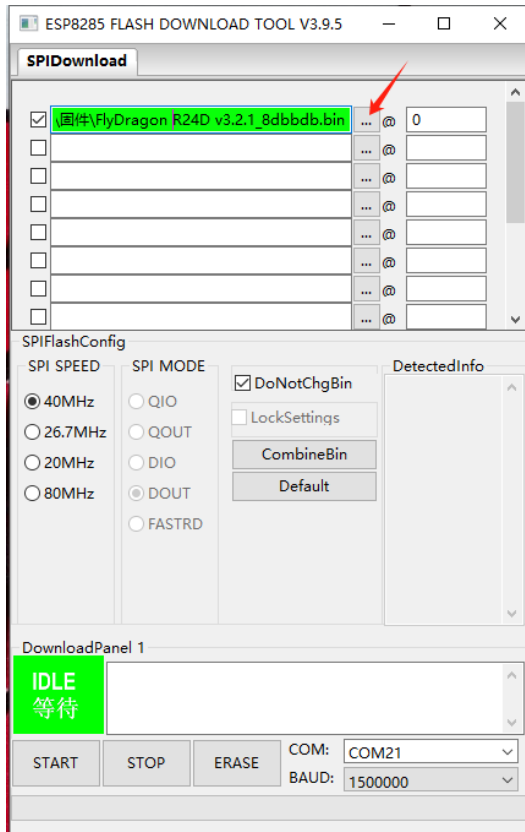 ESP8285 FLASH DOWNLOAD TOOL V3.9.5
SPIDownload
\固件\FlyDragon R24D v3.2.1_8dbbdb.bin ... @ 0
... @
... @
... @
... @
... @
... @
... @
SPIFlashConfig
SPI SPEED
40MHz
26.7MHz
20MHz
80MHz
SPI MODE
QIO
QOUT
DIO
DOUT
FASTRD
DoNotChgBin
LockSettings
CombineBin
Default
DetectedInfo
DownloadPanel 1
IDLE
等待
START STOP ERASE
COM: COM21
BAUD: 1500000